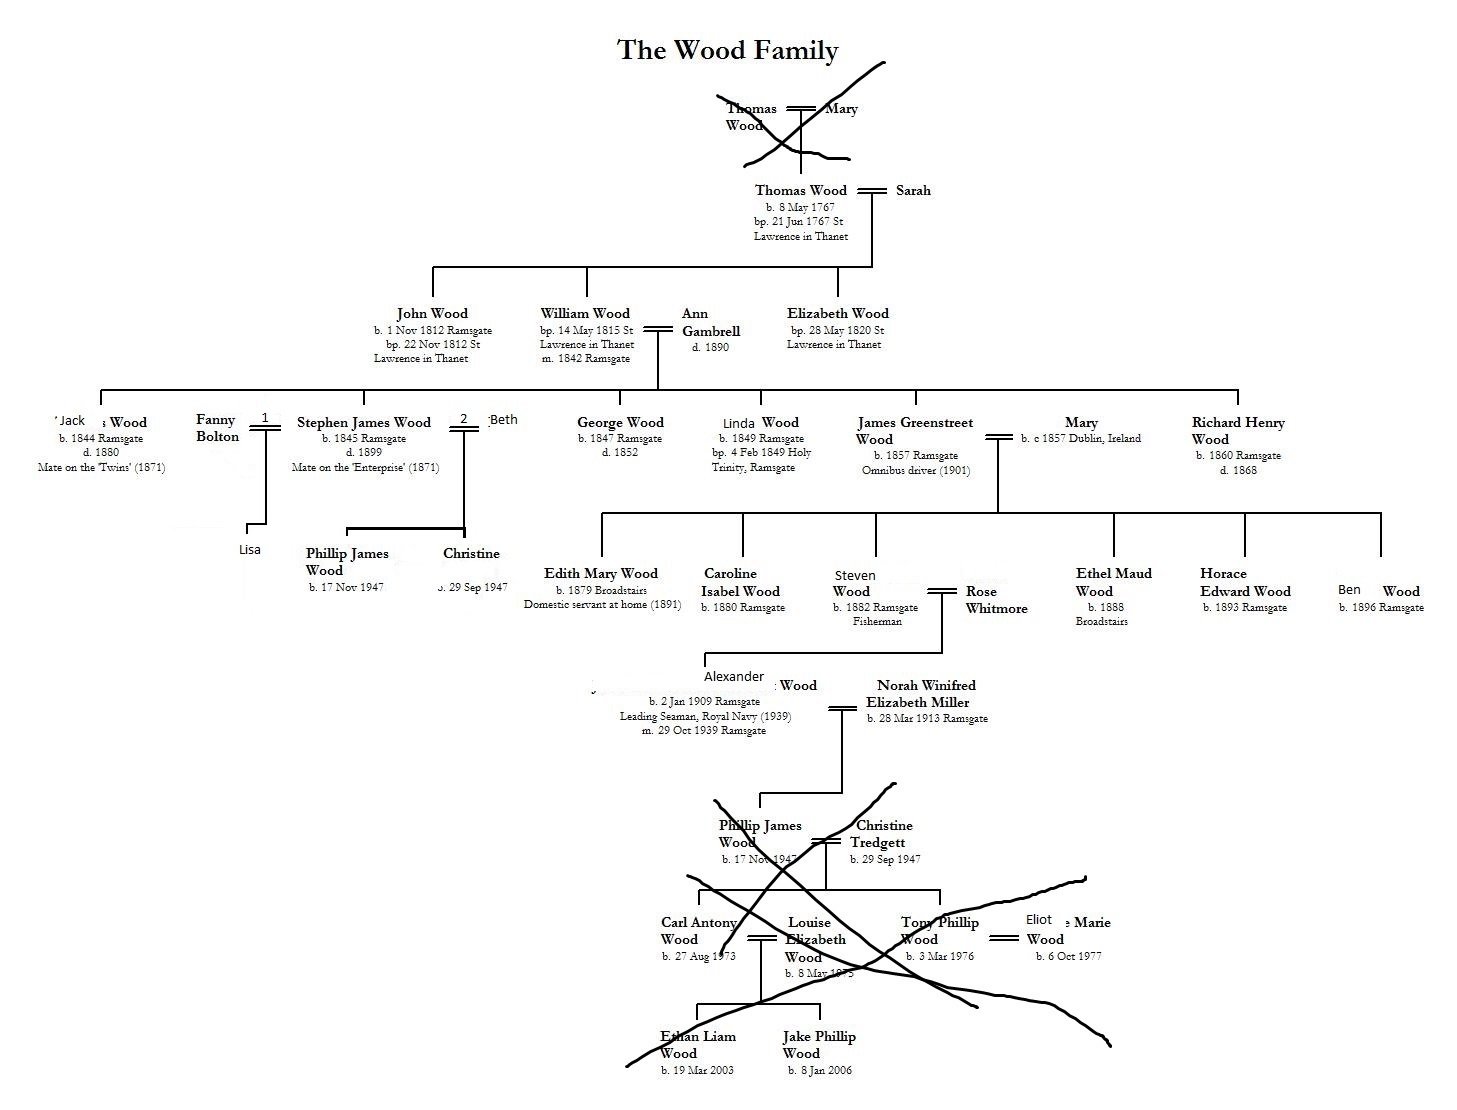 The Wood Family
Thomas
Wood
Mary
Thomas Wood
b. 8 May 1767
bp. 21 Jun 1767 St
Lawrence in Thanet
Sarah
John Wood
b. 1 Nov 1812 Ramsgate
bp. 22 Nov 1812 St
Lawrence in Thanet
William Wood
bp. 14 May 1815 St
Lawrence in Thanet
m. 1842 Ramsgate
Ann
Gambrell
d. 1890
Elizabeth Wood
bp. 28 May 1820 St
Lawrence in Thanet
Jack Wood
b. 1844 Ramsgate
d. 1880
Mate on the 'Twins' (1871)
Fanny
Bolton
1
Stephen James Wood
b. 1845 Ramsgate
d. 1899
Mate on the 'Enterprise' (1871)
2
Beth
George Wood
b. 1847 Ramsgate
d. 1852
Linda Wood
b. 1849 Ramsgate
bp. 4 Feb 1849 Holy
Trinity, Ramsgate
James Greenstreet
Wood
b. 1857 Ramsgate
Omnibus driver (1901)
Mary
b. c 1857 Dublin, Ireland
Richard Henry
Wood
b. 1860 Ramsgate
d. 1868
Lisa
Phillip James
Wood
b. 17 Nov 1947
Christine
b. 29 Sep 1947
Edith Mary Wood
b. 1879 Broadstairs
Domestic servant at home (1891)
Caroline
Isabel Wood
b. 1880 Ramsgate
Steven
Wood
b. 1882 Ramsgate
Fisherman
Rose
Whitmore
Ethel Maud
Wood
b. 1888
Broadstairs
Horace
Edward Wood
b. 1893 Ramsgate
Ben Wood
b. 1896 Ramsgate
Alexander Wood
b. 2 Jan 1909 Ramsgate
Leading Seaman, Royal Navy (1939)
m. 29 Oct 1939 Ramsgate
Norah Winifred
Elizabeth Miller
b. 28 Mar 1913 Ramsgate
Phillip James
Wood
b. 17 Nov 1947
Christine
Tredgett
b. 29 Sep 1947
Carl Antony
Wood
b. 27 Aug 1973
Louise
Elizabeth
Wood
b. 8 May 1975
Tony Phillip
Wood
b. 3 Mar 1976
Eliot e Marie
Wood
b. 6 Oct 1977
Ethan Liam
Wood
b. 19 Mar 2003
Jake Phillip
Wood
b. 8 Jan 2006